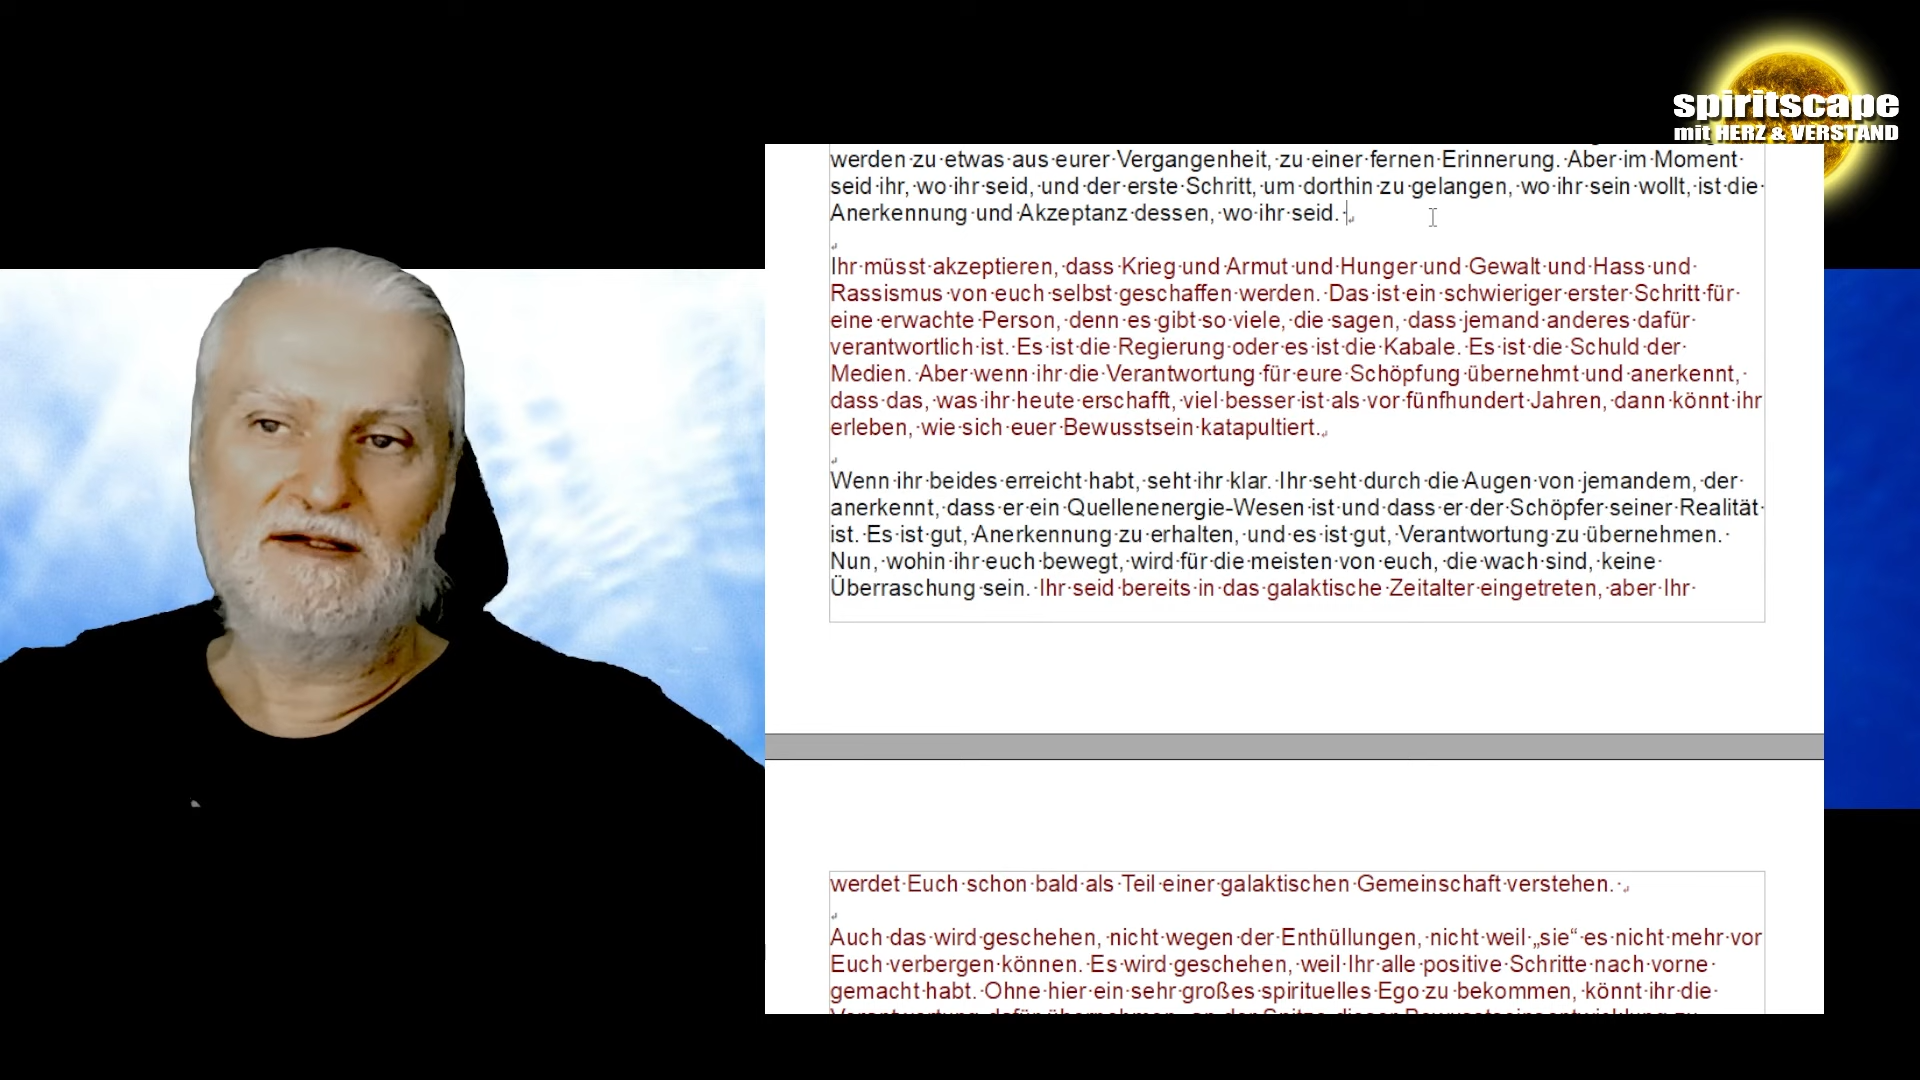 spiritscape
mit HERZ & VERSTAND
werden zu etwas aus eurer Vergangenheit, zu einer fernen Erinnerung. Aber im Moment
seid ihr, wo ihr seid, und der erste Schritt, um dorthin zu gelangen, wo ihr sein wollt, ist die
Anerkennung und Akzeptanz dessen, wo ihr seid.
Ihr müsst akzeptieren, dass Krieg und Armut und Hunger und Gewalt und Hass und
Rassismus von euch selbst geschaffen werden. Das ist ein schwieriger erster Schritt für
eine erwachte Person, denn es gibt so viele, die sagen, dass jemand anderes dafür
verantwortlich ist. Es ist die Regierung oder es ist die Kabale. Es ist die Schuld der
Medien. Aber wenn ihr die Verantwortung für eure Schöpfung übernehmt und anerkennt,
dass das, was ihr heute erschafft, viel besser ist als vor fünfhundert Jahren, dann könnt ihr
erleben, wie sich euer Bewusstsein katapultiert.
Wenn ihr beides erreicht habt, seht ihr klar. Ihr seht durch die Augen von jemandem, der
anerkennt, dass er ein Quellenenergie-Wesen ist und dass er der Schöpfer seiner Realität
ist. Es ist gut, Anerkennung zu erhalten, und es ist gut, Verantwortung zu übernehmen.
Nun, wohin ihr euch bewegt, wird für die meisten von euch, die wach sind, keine
Überraschung sein. Ihr seid bereits in das galaktische Zeitalter eingetreten, aber Ihr
werdet Euch schon bald als Teil einer galaktischen Gemeinschaft verstehen.
Auch das wird geschehen, nicht wegen der Enthüllungen, nicht weil „sie“ es nicht mehr vor
Euch verbergen können. Es wird geschehen, weil Ihr alle positive Schritte nach vorne
gemacht habt. Ohne hier ein sehr großes spirituelles Ego zu bekommen, könnt ihr die